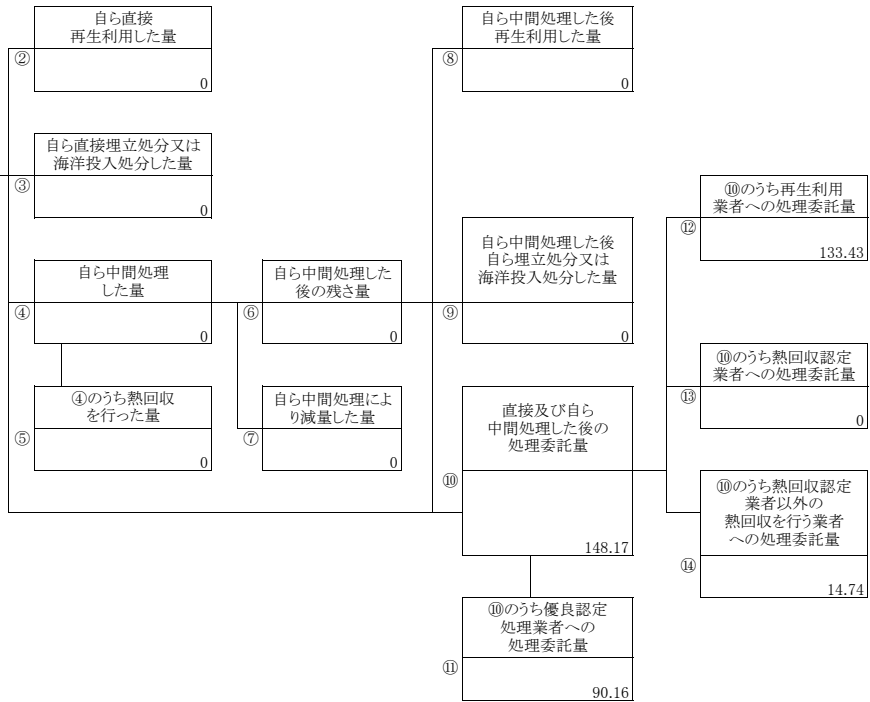 自ら直接
再生利用した量
②
0
自ら直接埋立処分又は
海洋投入処分した量
③
0
自ら中間処理
した量
④
0
④のうち熱回収
を行った量
⑤
0
自ら中間処理した
後の残さ量
⑥
0
自ら中間処理によ
り減量した量
⑦
0
自ら中間処理した後
再生利用した量
⑧
0
自ら中間処理した後
自ら埋立処分又は
海洋投入処分した量
⑨
0
直接及び自ら
中間処理した後の
処理委託量
⑩
148.17
⑩のうち優良認定
処理業者への
処理委託量
⑪
90.16
⑩のうち再生利用
業者への処理委託量
⑫
133.43
⑩のうち熱回収認定
業者への処理委託量
⑬
0
⑩のうち熱回収認定
業者以外の
熱回収を行う業者
への処理委託量
⑭
14.74